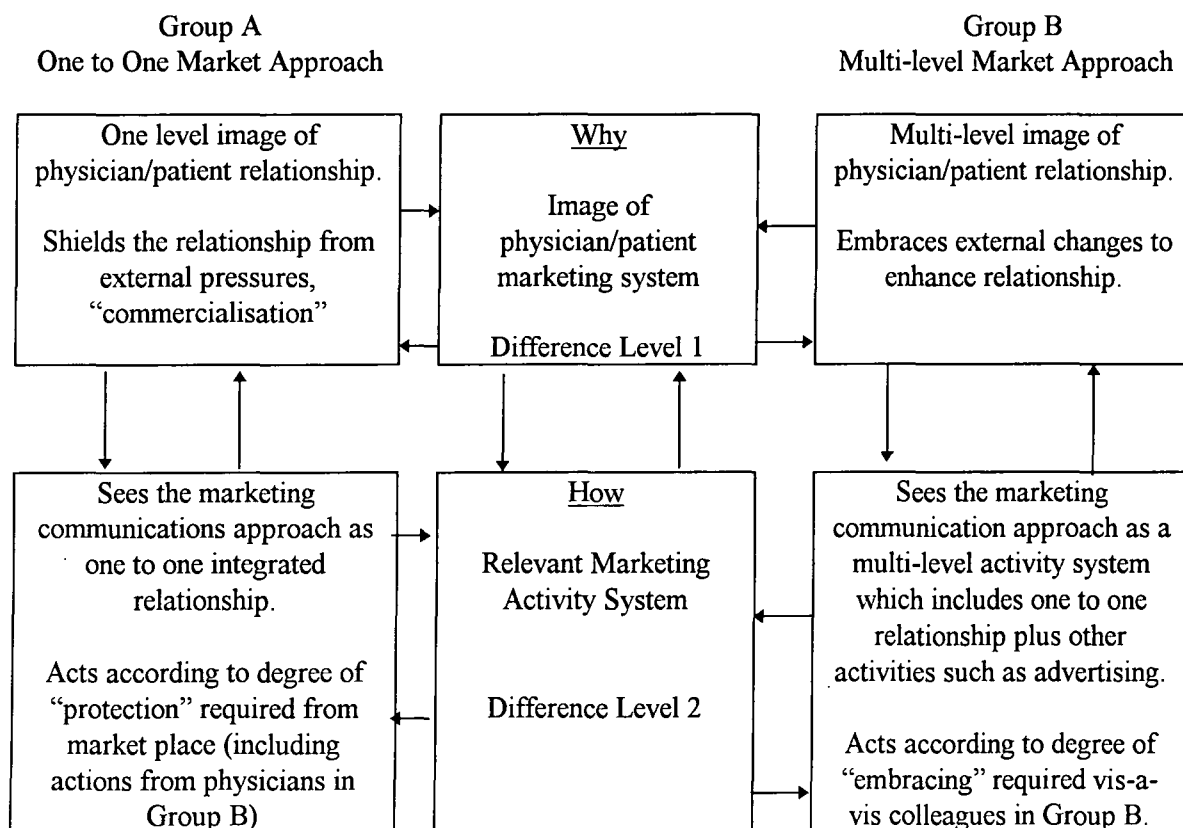 Group A
One to One Market Approach
Group B
Multi-level Market Approach
One level image of
physician/patient relationship.
Shields the relationship from
external pressures,
“commercialisation”
Why
Image of
physician/patient
marketing system
Difference Level 1
Multi-level image of
physician/patient relationship.
Embraces external changes to
enhance relationship.
Sees the marketing
communications approach as
one to one integrated
relationship.
Acts according to degree of
“protection” required from
market place (including
actions from physicians in
Group B)
How
Relevant Marketing
Activity System
Difference Level 2
Sees the marketing
communication approach as a
multi-level activity system
which includes one to one
relationship plus other
activities such as advertising.
Acts according to degree of
“embracing” required vis-a-
vis colleagues in Group B.